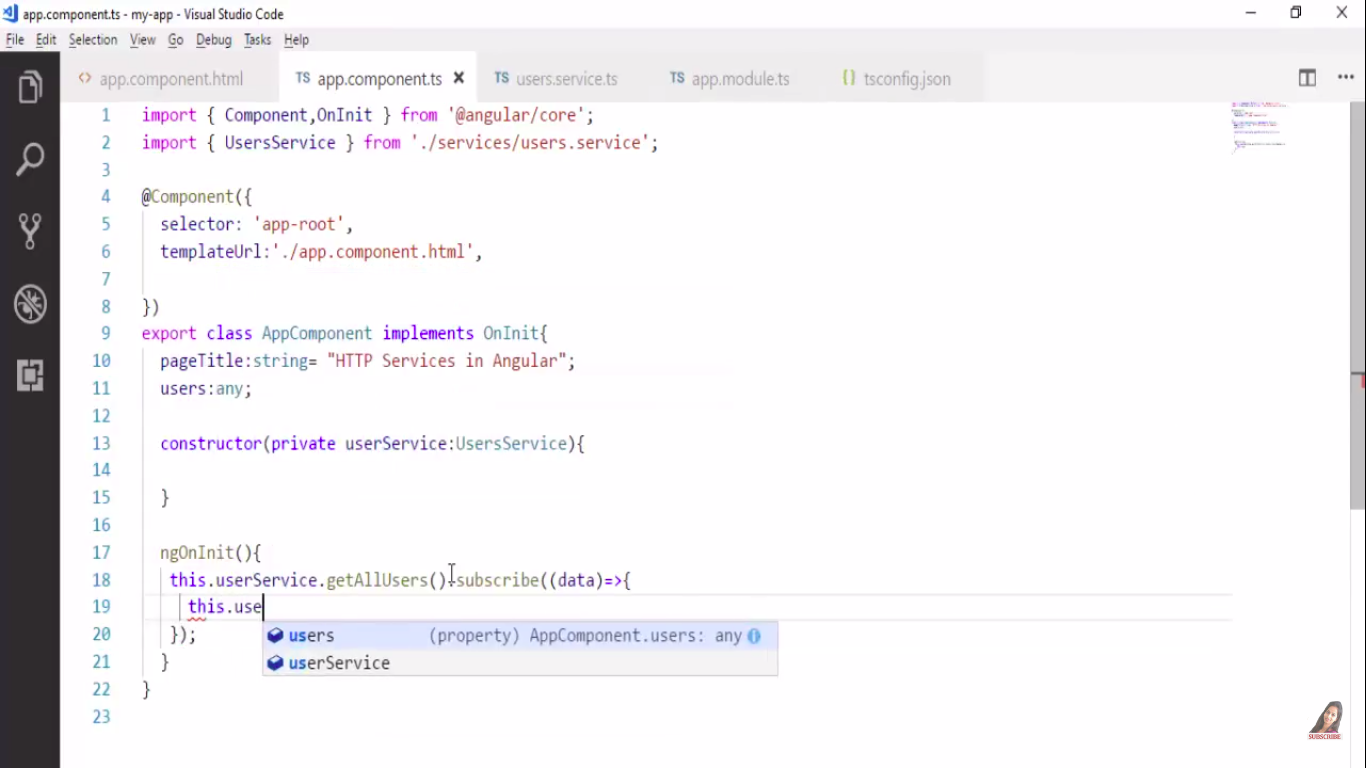 app.component.ts - my-app - Visual Studio Code
File Edit Selection View Go Debug Tasks Help
<> app.component.html TS app.component.ts × TS users.service.ts TS app.module.ts {} tsconfig.json
1 import { Component,OnInit } from '@angular/core';
2 import { UsersService } from './services/users.service';
3
4 @Component({
5 selector: 'app-root',
6 templateUrl:'./app.component.html',
7
8 })
9 export class AppComponent implements OnInit{
10 pageTitle:string= "HTTP Services in Angular";
11 users:any;
12
13 constructor(private userService:UsersService){
14
15 }
16
17 ngOnInit(){
18 this.userService.getAllUsers().subscribe((data)=>{
19 this.use
users (property) AppComponent.users: any
20 });
userService
21 }
22 }
23
SUBSCRIBE